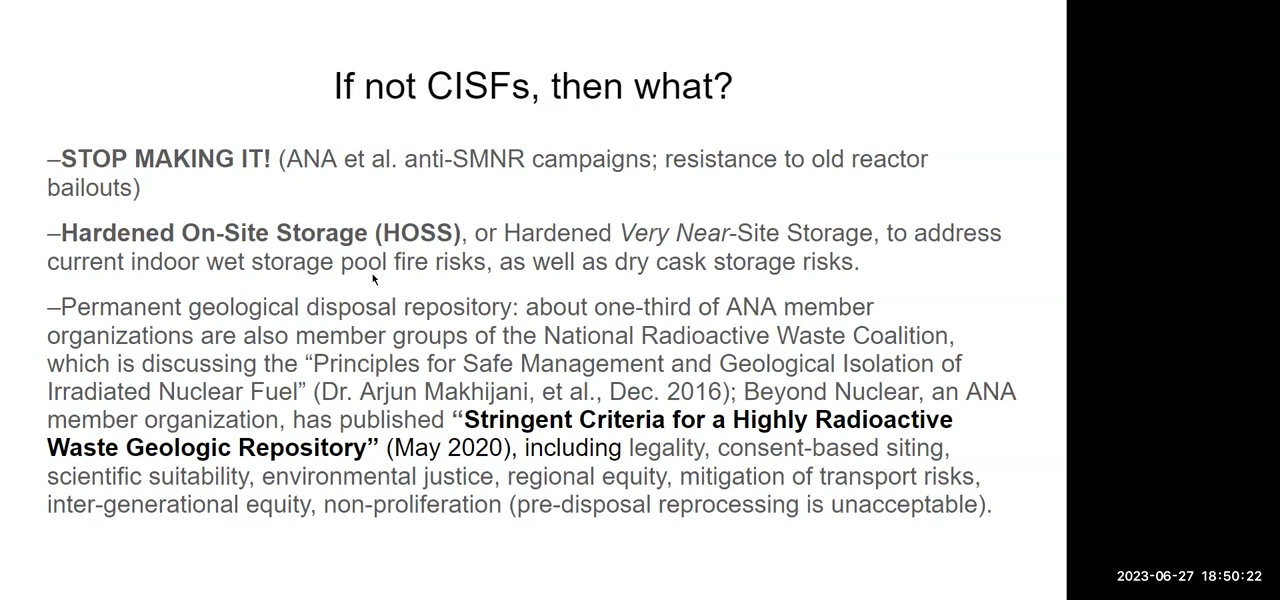 If not CISFs, then what?
–STOP MAKING IT! (ANA et al. anti-SMNR campaigns; resistance to old reactor
bailouts)
–Hardened On-Site Storage (HOSS), or Hardened Very Near-Site Storage, to address
current indoor wet storage pool fire risks, as well as dry cask storage risks.
–Permanent geological disposal repository: about one-third of ANA member
organizations are also member groups of the National Radioactive Waste Coalition,
which is discussing the “Principles for Safe Management and Geological Isolation of
Irradiated Nuclear Fuel” (Dr. Arjun Makhijani, et al., Dec. 2016); Beyond Nuclear, an ANA
member organization, has published “Stringent Criteria for a Highly Radioactive
Waste Geologic Repository” (May 2020), including legality, consent-based siting,
scientific suitability, environmental justice, regional equity, mitigation of transport risks,
inter-generational equity, non-proliferation (pre-disposal reprocessing is unacceptable).
2023-06-27 18:50:22